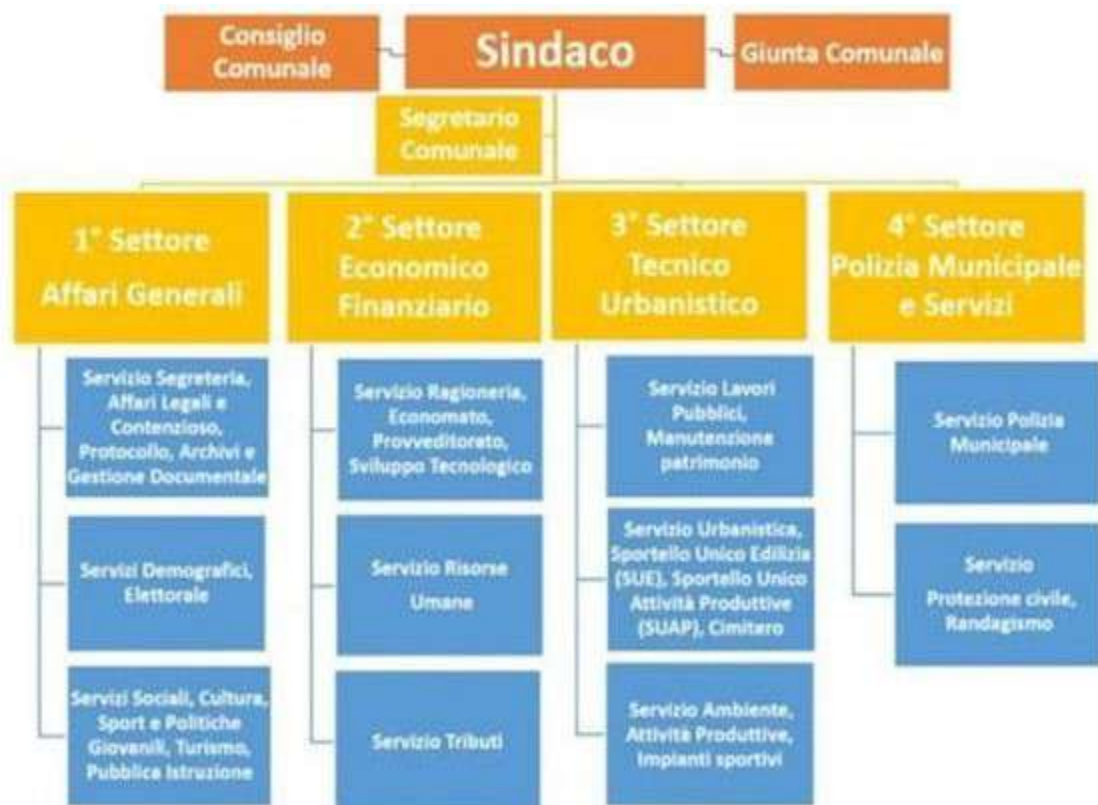 Consiglio
Comunale
Sindaco
Giunta Comunale
Segretario
Comunale
1° Settore
Affari Generali
2° Settore
Economico
Finanziario
3° Settore
Tecnico
Urbanistico
4° Settore
Polizia Municipale
e Servizi
Servizio Segreteria,
Affari Legali e
Contenzioso,
Protocollo, Archivi e
Gestione Documentale
Servizi Demografici,
Elettorale
Servizi Sociali, Cultura,
Sport e Politiche
Giovanili, Turismo,
Pubblica Istruzione
Servizio Ragioneria,
Economato,
Provveditorato,
Sviluppo Tecnologico
Servizio Risorse
Umane
Servizio Tributi
Servizio Lavori
Pubblici,
Manutenzione
patrimonio
Servizio Urbanistica,
Sportello Unico Edilizia
(SUE), Sportello Unico
Attività Produttive
(SUAP), Cimitero
Servizio Ambiente,
Attività Produttive,
Impianti sportivi
Servizio Polizia
Municipale
Servizio
Protezione civile,
Randagismo